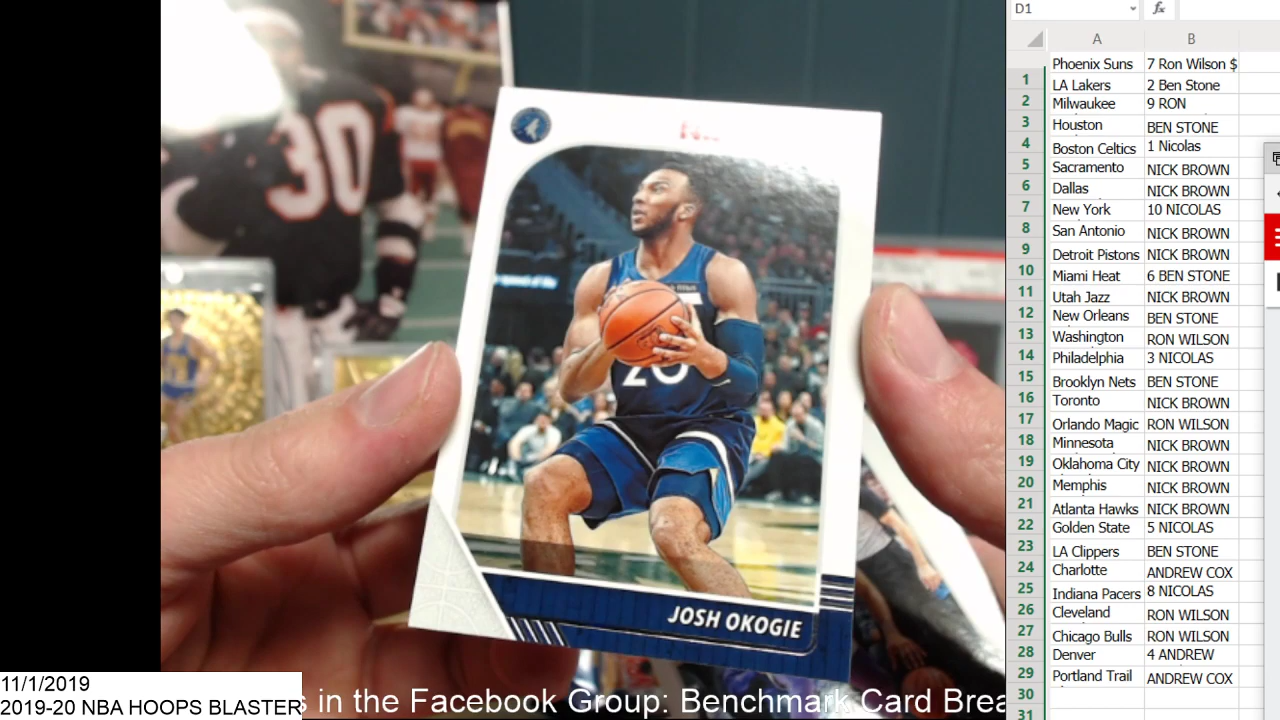 30
20
JOSH OKOGIE
11/1/2019
2019-20 NBA HOOPS BLASTER
s in the Facebook Group: Benchmark Card Brea
D1 fx
A B
Phoenix Suns 7 Ron Wilson $
1 LA Lakers 2 Ben Stone
2 Milwaukee 9 RON
3 Houston BEN STONE
4 Boston Celtics 1 Nicolas
5 Sacramento NICK BROWN
6 Dallas NICK BROWN
7 New York 10 NICOLAS
8 San Antonio NICK BROWN
9 Detroit Pistons NICK BROWN
10 Miami Heat 6 BEN STONE
11 Utah Jazz NICK BROWN
12 New Orleans BEN STONE
13 Washington RON WILSON
14 Philadelphia 3 NICOLAS
15 Brooklyn Nets BEN STONE
16 Toronto NICK BROWN
17 Orlando Magic RON WILSON
18 Minnesota NICK BROWN
19 Oklahoma City NICK BROWN
20 Memphis NICK BROWN
21 Atlanta Hawks NICK BROWN
22 Golden State 5 NICOLAS
23 LA Clippers BEN STONE
24 Charlotte ANDREW COX
25 Indiana Pacers 8 NICOLAS
26 Cleveland RON WILSON
27 Chicago Bulls RON WILSON
28 Denver 4 ANDREW
29 Portland Trail ANDREW COX
30
31